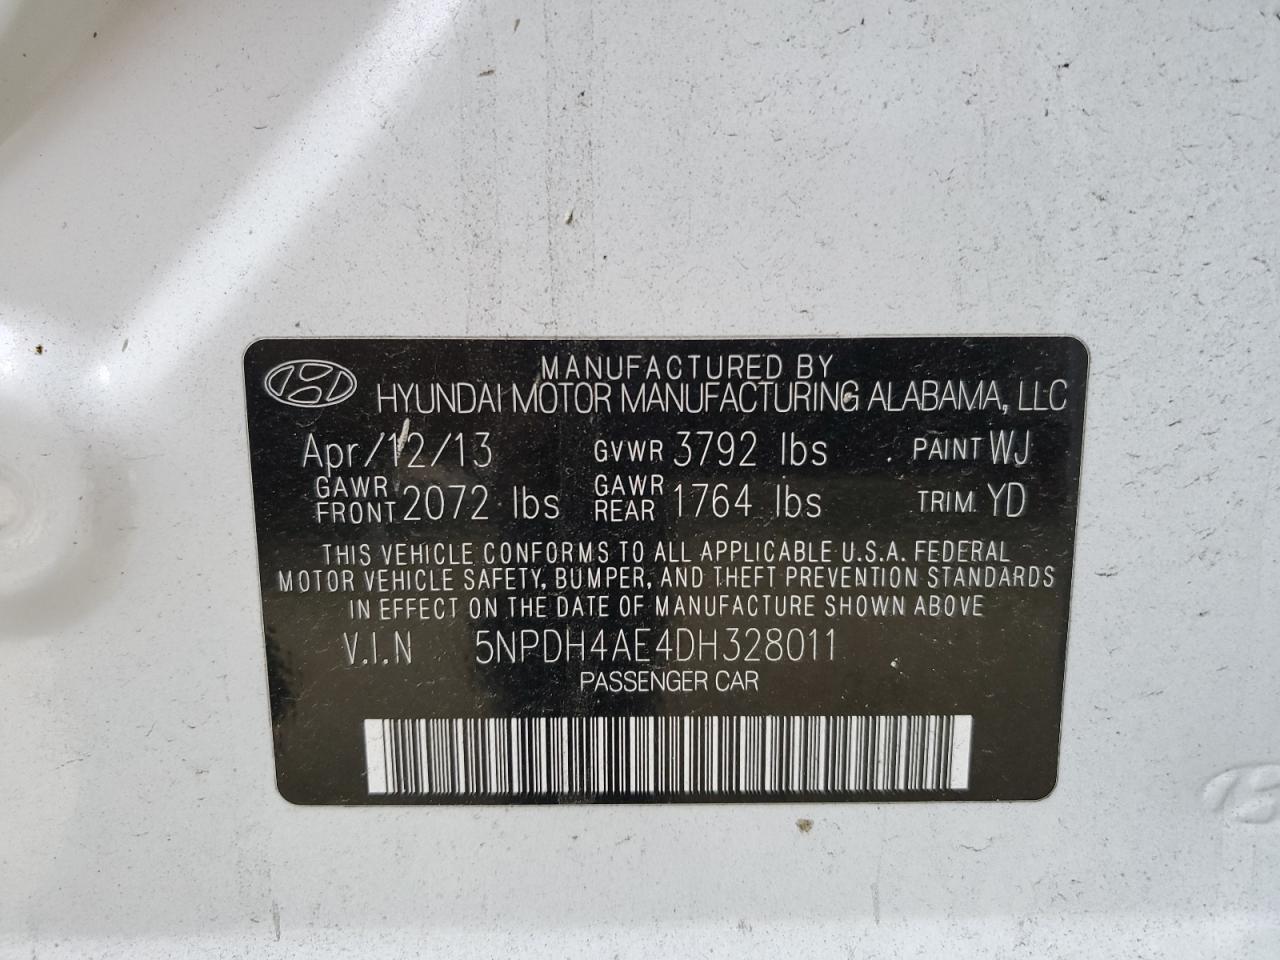 MANUFACTURED BY
HYUNDAI MOTOR MANUFACTURING ALABAMA, LLC
Apr/12/13 GVWR 3792 lbs PAINT WJ
GAWR FRONT 2072 lbs GAWR REAR 1764 lbs TRIM YD
THIS VEHICLE CONFORMS TO ALL APPLICABLE U.S.A. FEDERAL
MOTOR VEHICLE SAFETY, BUMPER, AND THEFT PREVENTION STANDARDS
IN EFFECT ON THE DATE OF MANUFACTURE SHOWN ABOVE
V.I.N 5NPDH4AE4DH328011
PASSENGER CAR